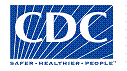 CDC
SAFER • HEALTHIER • PEOPLE™